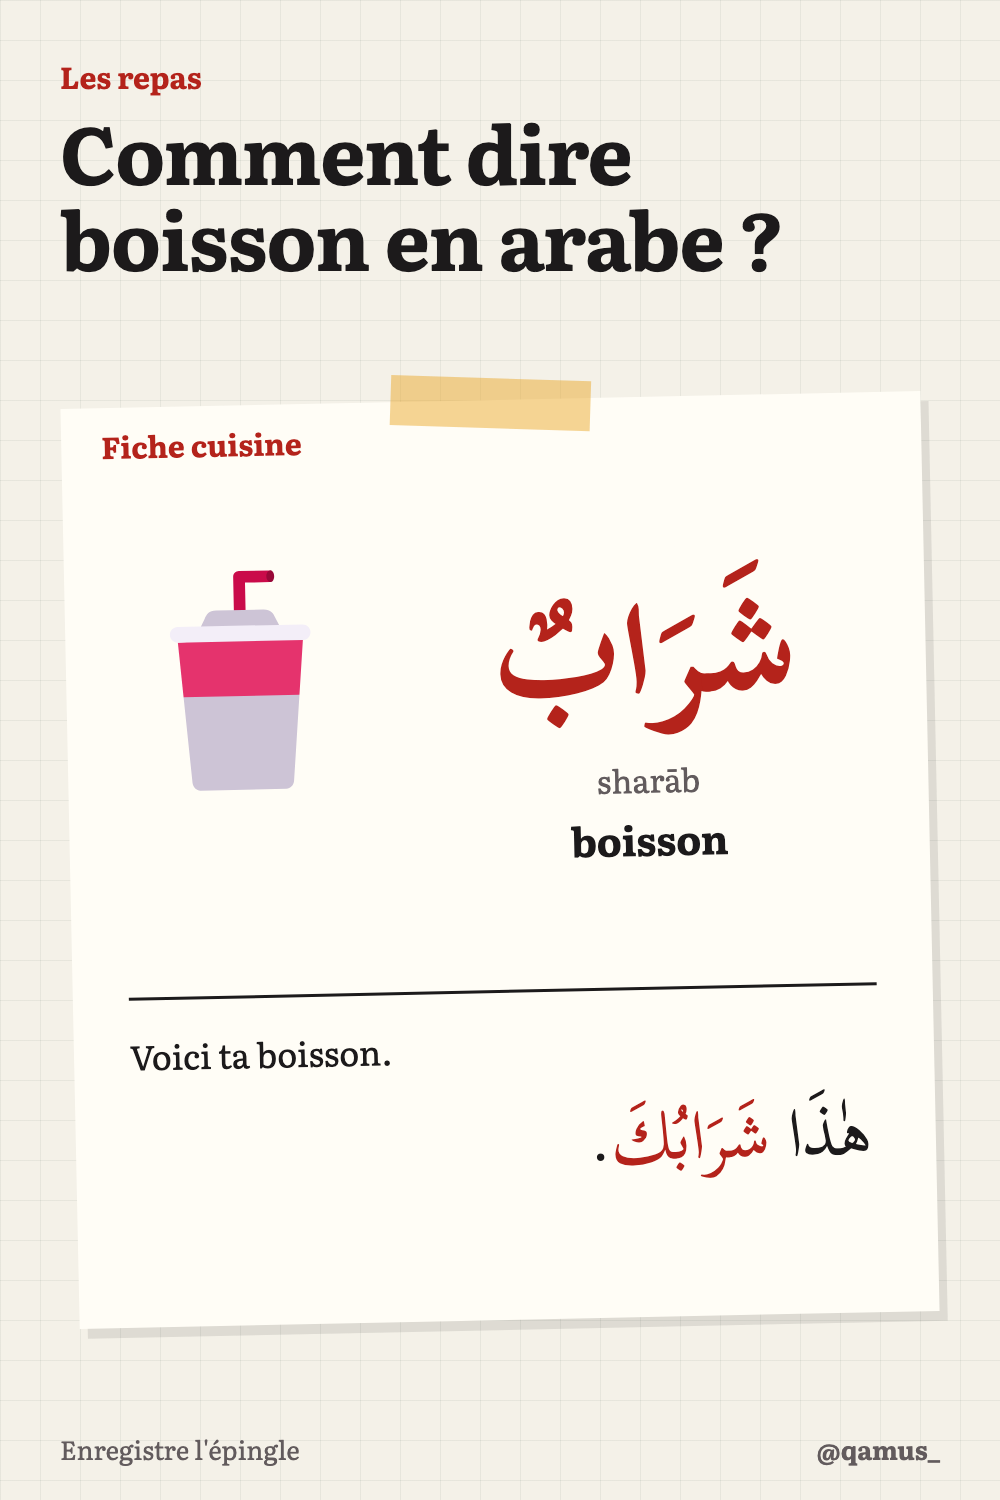 Les repas
Comment dire
boisson en arabe ?
Fiche cuisine
شَرَابٌ
sharāb
boisson
Voici ta boisson.
هٰذَا شَرَابُكَ.
Enregistre l'épingle
@qamus_